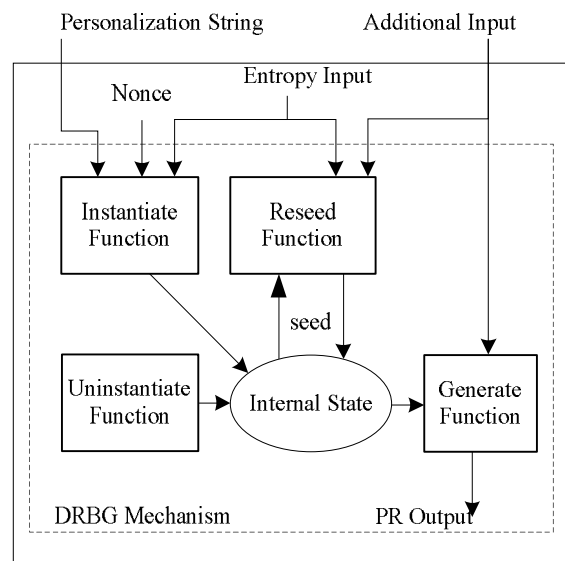 Personalization String
Additional Input
Entropy Input
Nonce
Instantiate
Function
Reseed
Function
seed
Uninstantiate
Function
Internal State
Generate
Function
DRBG Mechanism
PR Output